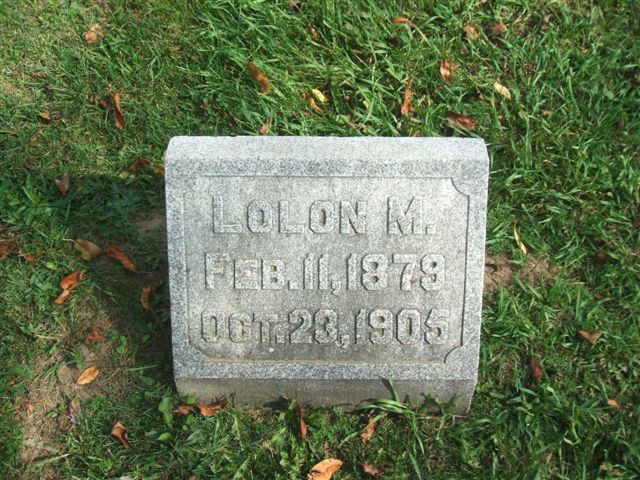 LOLON M.
FEB. 11, 1879
OCT. 23, 1905